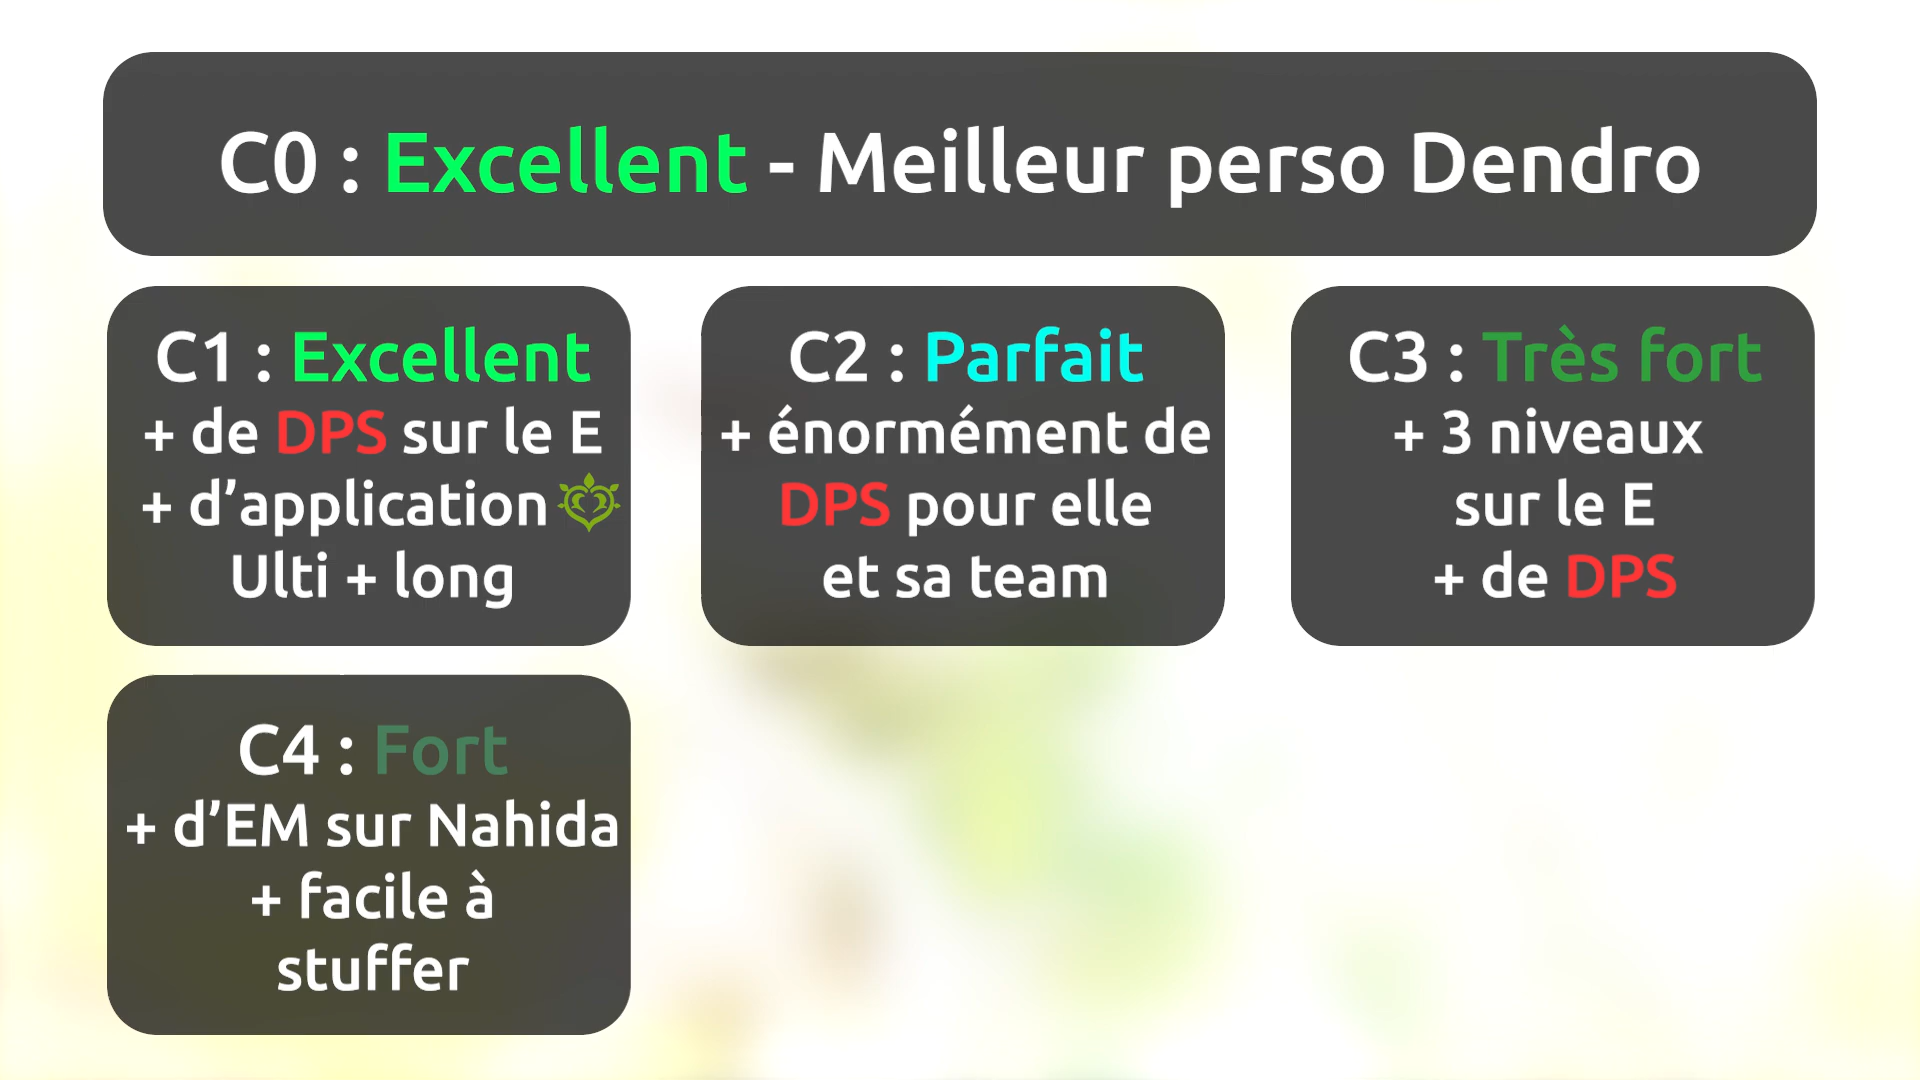 C0 : Excellent - Meilleur perso Dendro
C1 : Excellent
+ de DPS sur le E
+ d’application
Ulti + long
C2 : Parfait
+ énormément de
DPS pour elle
et sa team
C3 : Très fort
+ 3 niveaux
sur le E
+ de DPS
C4 : Fort
+ d’EM sur Nahida
+ facile à
stuffer